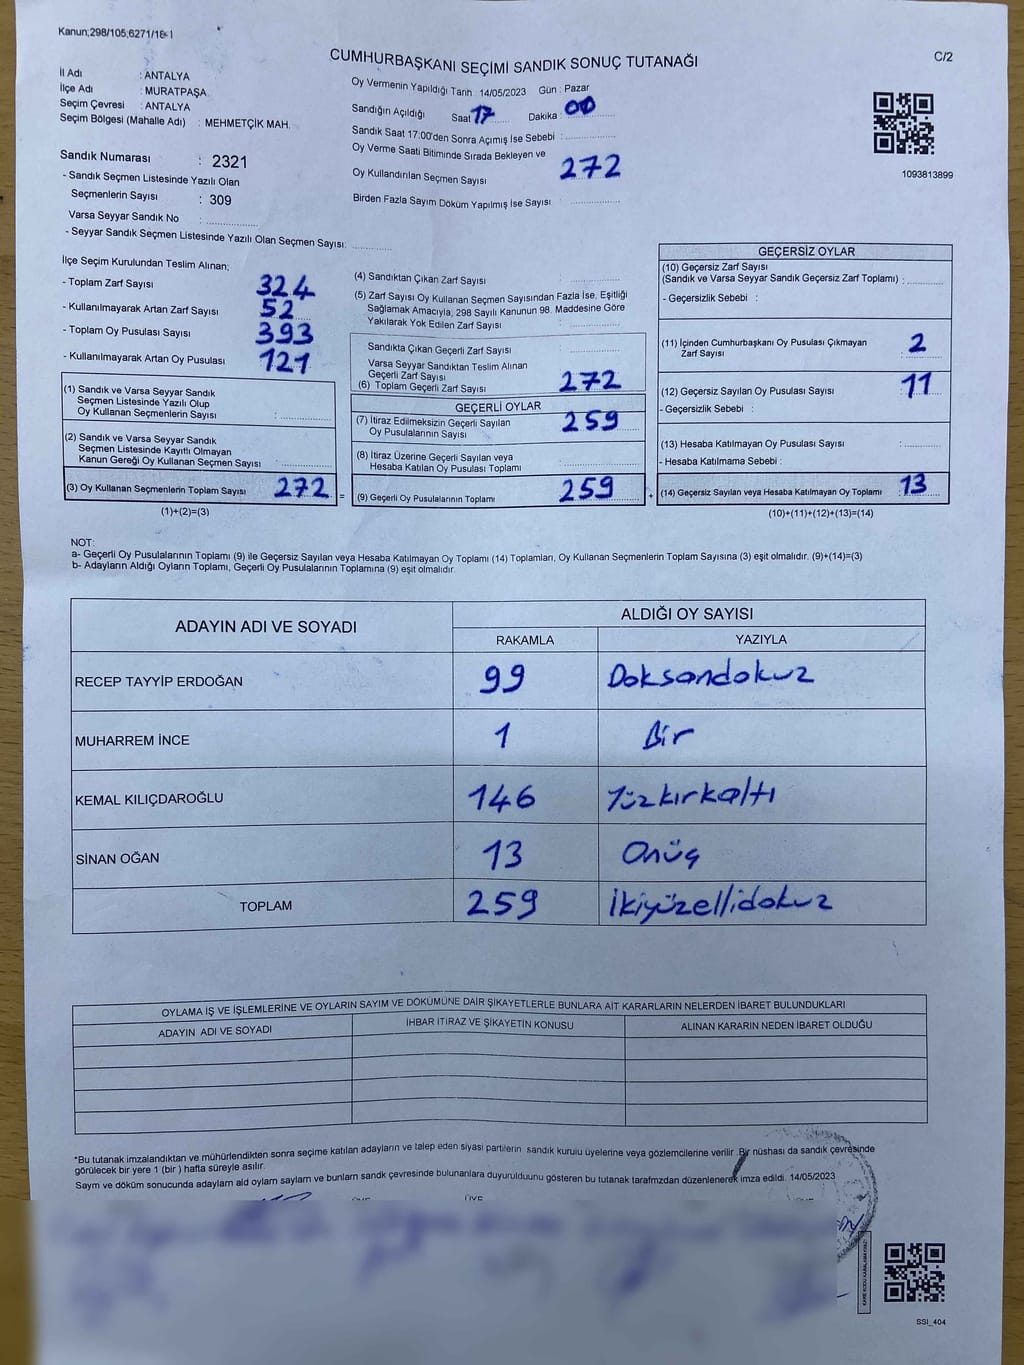 Kanun;298/105;6271/18-I
CUMHURBAŞKANI SEÇİMİ SANDIK SONUÇ TUTANAĞI
C/2
İl Adı : ANTALYA
İlçe Adı : MURATPAŞA
Seçim Çevresi : ANTALYA
Seçim Bölgesi (Mahalle Adı) : MEHMETÇİK MAH.
Sandık Numarası : 2321
- Sandık Seçmen Listesinde Yazılı Olan
Seçmenlerin Sayısı : 309
Varsa Seyyar Sandık No :
- Seyyar Sandık Seçmen Listesinde Yazılı Olan Seçmen Sayısı:
Oy Vermenin Yapıldığı Tarih 14/05/2023 Gün : Pazar
Sandığın Açıldığı Saat 17 Dakika : 00
Sandık Saat 17:00'den Sonra Açımış İse Sebebi :
Oy Verme Saati Bitiminde Sırada Bekleyen ve
Oy Kullandırılan Seçmen Sayısı 272
Birden Fazla Sayım Döküm Yapılmış İse Sayısı :
1093813899
İlçe Seçim Kurulundan Teslim Alınan;
- Toplam Zarf Sayısı 324
- Kullanılmayarak Artan Zarf Sayısı 52
- Toplam Oy Pusulası Sayısı 393
- Kullanılmayarak Artan Oy Pusulası 121
(1) Sandık ve Varsa Seyyar Sandık
Seçmen Listesinde Yazılı Olup
Oy Kullanan Seçmenlerin Sayısı :
(2) Sandık ve Varsa Seyyar Sandık
Seçmen Listesinde Kayıtlı Olmayan
Kanun Gereği Oy Kullanan Seçmen Sayısı :
(3) Oy Kullanan Seçmenlerin Toplam Sayısı 272 =
(1)+(2)=(3)
(4) Sandıktan Çıkan Zarf Sayısı :
(5) Zarf Sayısı Oy Kullanan Seçmen Sayısından Fazla İse, Eşitliği
Sağlamak Amacıyla, 298 Sayılı Kanunun 98. Maddesine Göre
Yakılarak Yok Edilen Zarf Sayısı :
Sandıkta Çıkan Geçerli Zarf Sayısı :
Varsa Seyyar Sandıktan Teslim Alınan
Geçerli Zarf Sayısı
(6) Toplam Geçerli Zarf Sayısı 272
GEÇERLİ OYLAR
(7) İtiraz Edilmeksizin Geçerli Sayılan
Oy Pusulalarının Sayısı 259
(8) İtiraz Üzerine Geçerli Sayılan veya
Hesaba Katılan Oy Pusulası Toplamı :
(9) Geçerli Oy Pusulalarının Toplamı 259 +
GEÇERSİZ OYLAR
(10) Geçersiz Zarf Sayısı
(Sandık ve Varsa Seyyar Sandık Geçersiz Zarf Toplamı) :
- Geçersizlik Sebebi :
(11) İçinden Cumhurbaşkanı Oy Pusulası Çıkmayan
Zarf Sayısı : 2
(12) Geçersiz Sayılan Oy Pusulası Sayısı 11
- Geçersizlik Sebebi :
(13) Hesaba Katılmayan Oy Pusulası Sayısı :
- Hesaba Katılmama Sebebi :
(14) Geçersiz Sayılan veya Hesaba Katılmayan Oy Toplamı : 13
(10)+(11)+(12)+(13)=(14)
NOT:
a- Geçerli Oy Pusulalarının Toplamı (9) ile Geçersiz Sayılan veya Hesaba Katılmayan Oy Toplamı (14) Toplamları, Oy Kullanan Seçmenlerin Toplam Sayısına (3) eşit olmalıdır. (9)+(14)=(3)
b- Adayların Aldığı Oyların Toplamı, Geçerli Oy Pusulalarının Toplamına (9) eşit olmalıdır.
ADAYIN ADI VE SOYADI ALDIĞI OY SAYISI
RAKAMLA YAZIYLA
RECEP TAYYİP ERDOĞAN 99 Doksandokuz
MUHARREM İNCE 1 Bir
KEMAL KILIÇDAROĞLU 146 Yüzkırkaltı
SİNAN OĞAN 13 Onüç
TOPLAM 259 İkiyüzellidokuz
OYLAMA İŞ VE İŞLEMLERİNE VE OYLARIN SAYIM VE DÖKÜMÜNE DAİR ŞİKAYETLERLE BUNLARA AİT KARARLARIN NELERDEN İBARET BULUNDUKLARI
ADAYIN ADI VE SOYADI İHBAR İTİRAZ VE ŞİKAYETİN KONUSU ALINAN KARARIN NEDEN İBARET OLDUĞU
*Bu tutanak imzalandıktan ve mühürlendikten sonra seçime katılan adayların ve talep eden siyasi partilerin sandık kurulu üyelerine veya gözlemcilerine verilir. Bir nüshası da sandık çevresinde
görülecek bir yere 1 (bir) hafta süreyle asılır.
Sayım ve döküm sonucunda adayların ald oyların sayları ve bunların sandk çevresinde bulunanlara duyurulduunu gösteren bu tutanak tarafmzdan düzenlenerek imza edildi. 14/05/2023
ÜYE
SSI_404